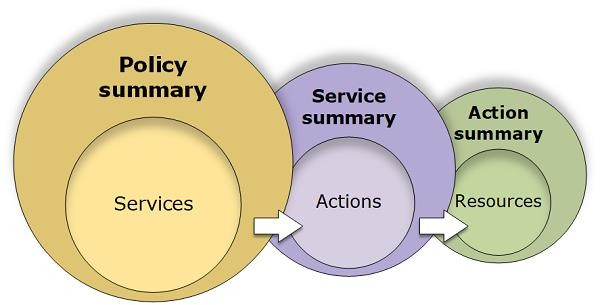 Policy
summary
Services
Service
summary
Actions
Action
summary
Resources